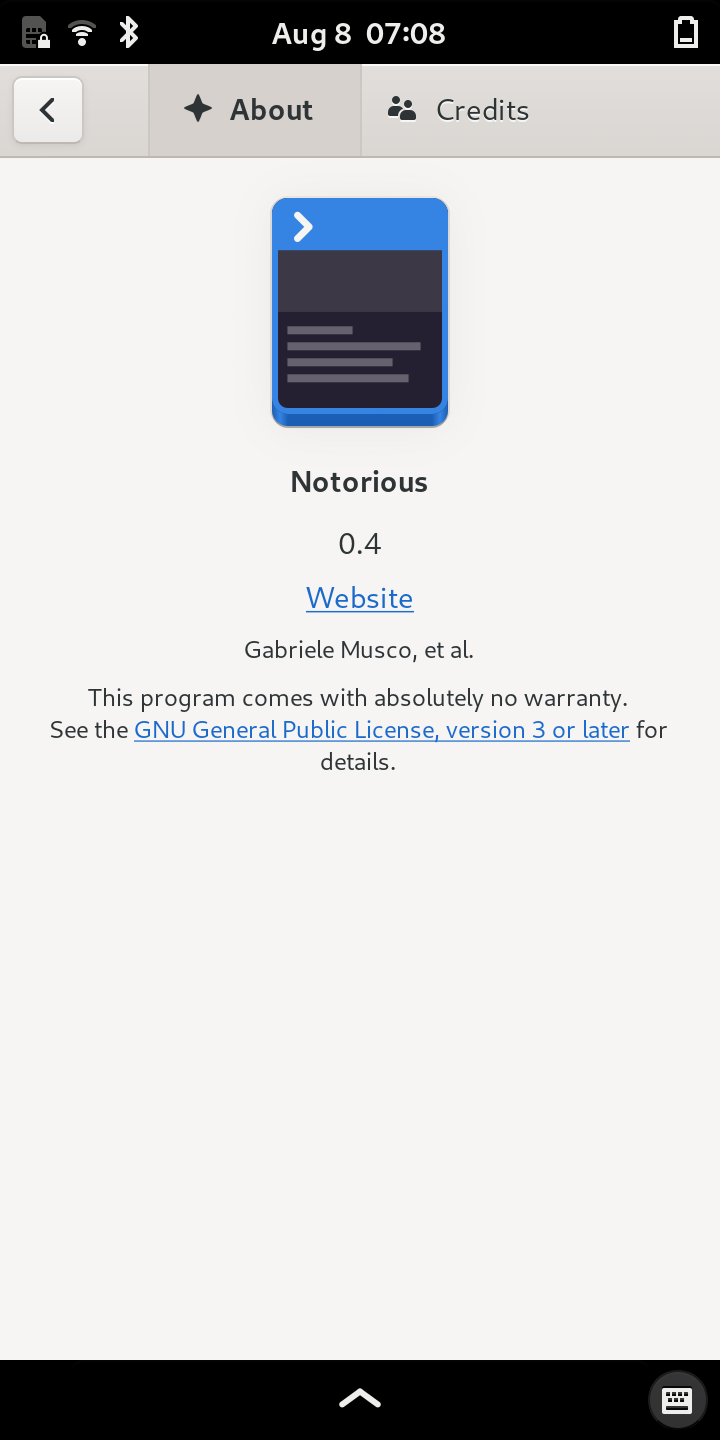 Aug 8 07:08
About
Credits
Notorious
0.4
Website
Gabriele Musco, et al.
This program comes with absolutely no warranty.
See the GNU General Public License, version 3 or later for
details.